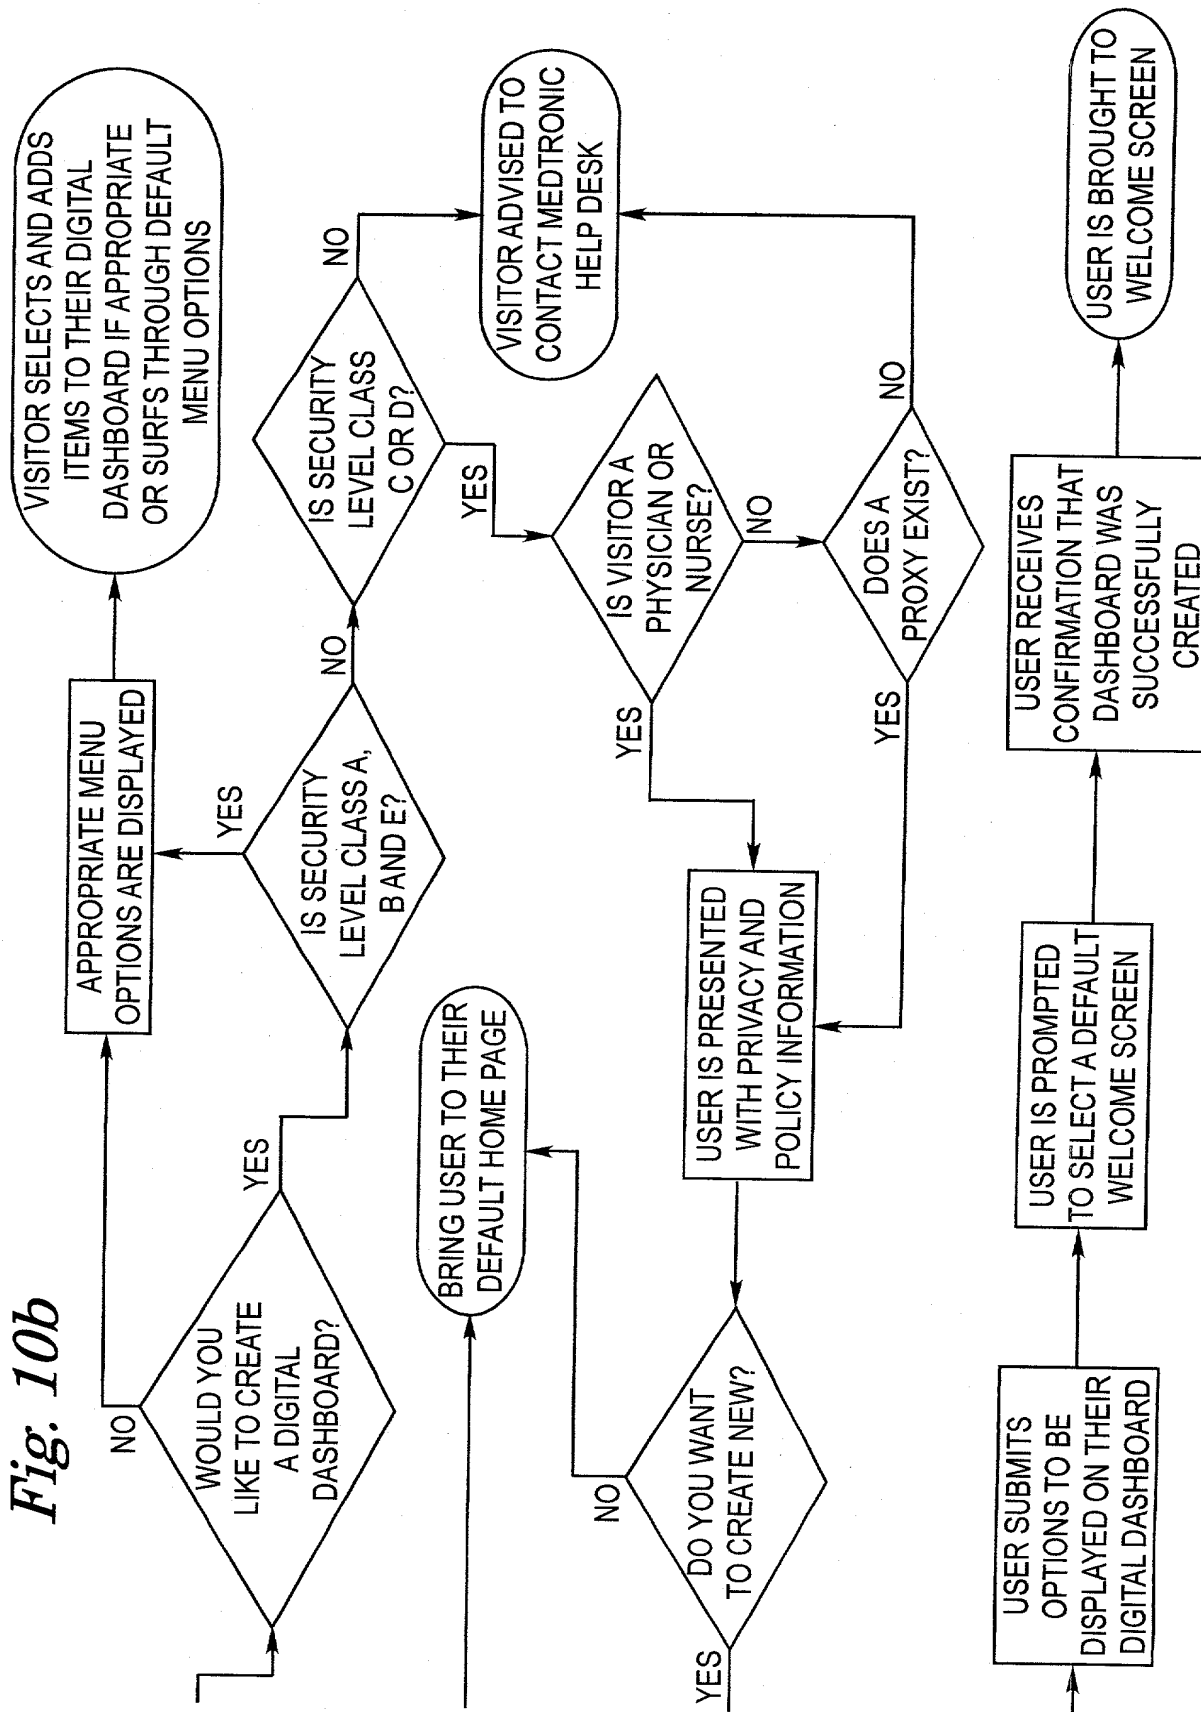 Fig. 10b
WOULD YOU
LIKE TO CREATE
A DIGITAL
DASHBOARD?
NO
YES
APPROPRIATE MENU
OPTIONS ARE DISPLAYED
VISITOR SELECTS AND ADDS
ITEMS TO THEIR DIGITAL
DASHBOARD IF APPROPRIATE
OR SURFS THROUGH DEFAULT
MENU OPTIONS
IS SECURITY
LEVEL CLASS A,
B AND E?
YES
NO
IS SECURITY
LEVEL CLASS
C OR D?
NO
YES
VISITOR ADVISED TO
CONTACT MEDTRONIC
HELP DESK
BRING USER TO THEIR
DEFAULT HOME PAGE
IS VISITOR A
PHYSICIAN OR
NURSE?
YES
NO
DOES A
PROXY EXIST?
YES
NO
USER IS PRESENTED
WITH PRIVACY AND
POLICY INFORMATION
DO YOU WANT
TO CREATE NEW?
NO
YES
USER SUBMITS
OPTIONS TO BE
DISPLAYED ON THEIR
DIGITAL DASHBOARD
USER IS PROMPTED
TO SELECT A DEFAULT
WELCOME SCREEN
USER RECEIVES
CONFIRMATION THAT
DASHBOARD WAS
SUCCESSFULLY
CREATED
USER IS BROUGHT TO
WELCOME SCREEN